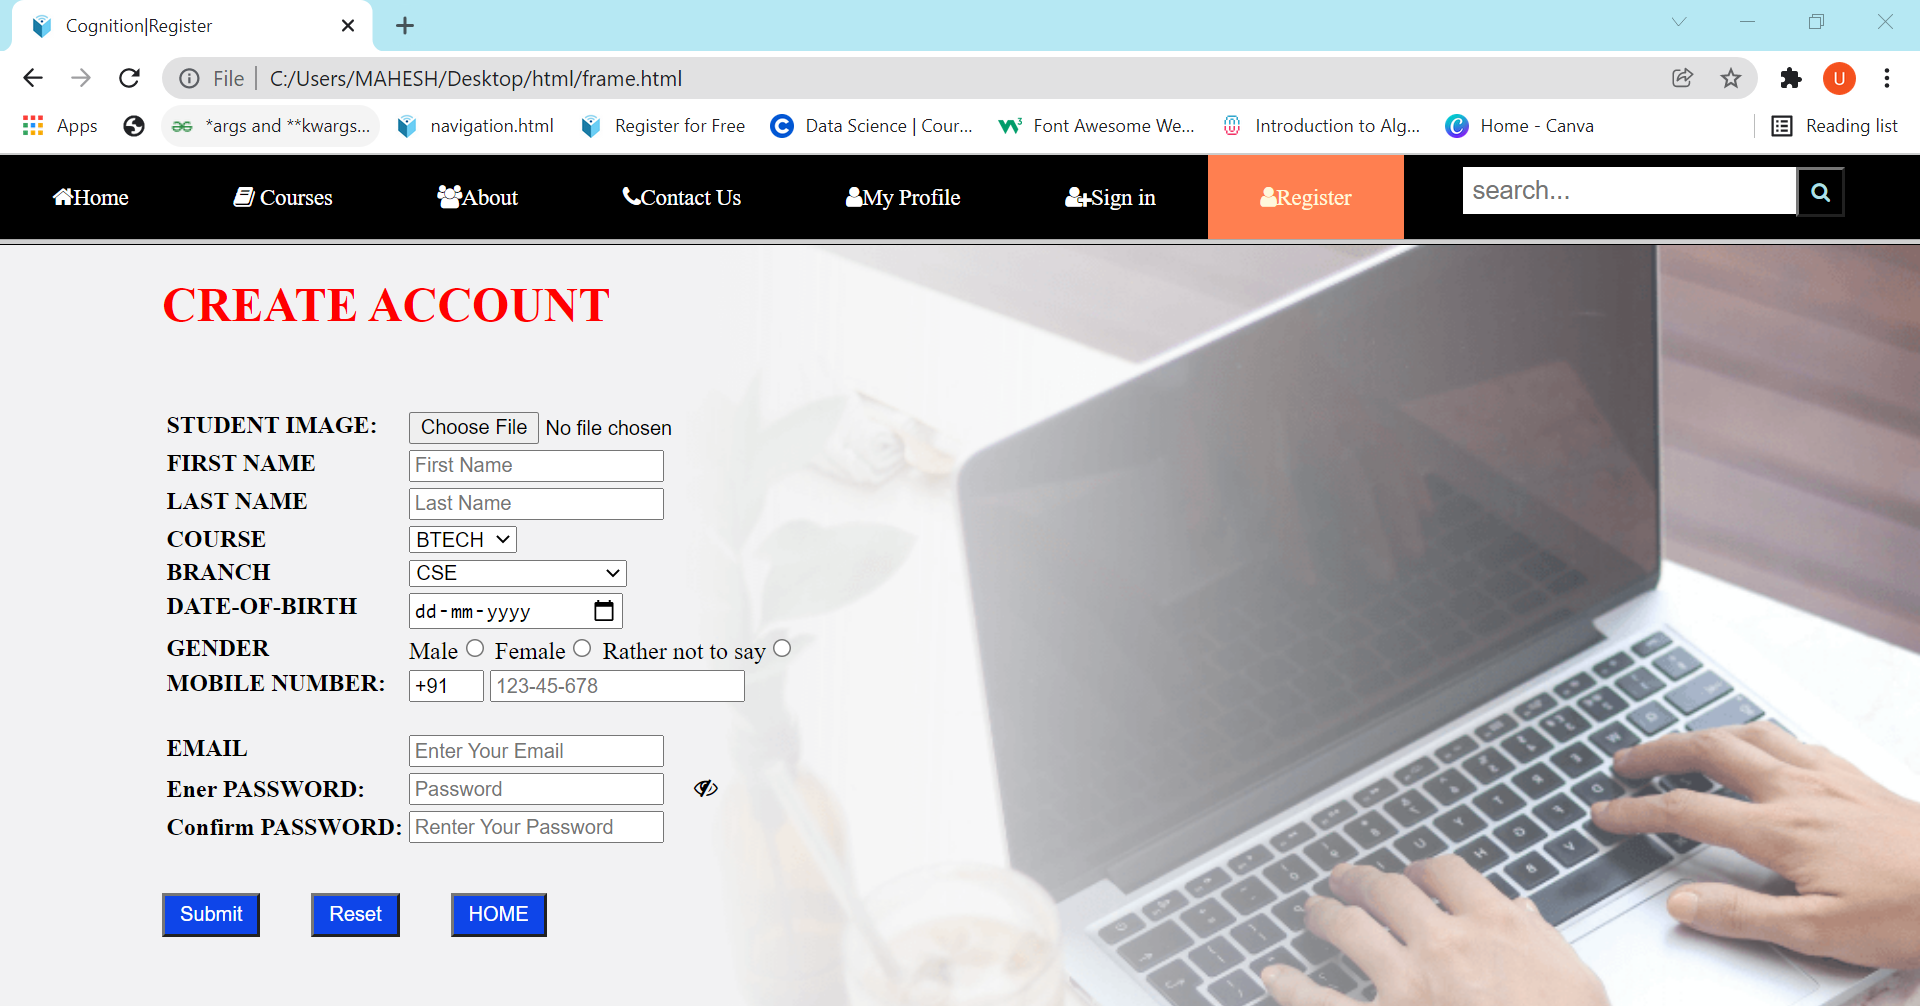 Cognition|Register
File | C:/Users/MAHESH/Desktop/html/frame.html
U
Apps *args and **kwargs... navigation.html Register for Free Data Science | Cour... Font Awesome We... Introduction to Alg... Home - Canva Reading list
Home Courses About Contact Us My Profile Sign in Register search...
CREATE ACCOUNT
STUDENT IMAGE: Choose File No file chosen
FIRST NAME First Name
LAST NAME Last Name
COURSE BTECH
BRANCH CSE
DATE-OF-BIRTH dd-mm-yyyy
GENDER Male Female Rather not to say
MOBILE NUMBER: +91 123-45-678
EMAIL Enter Your Email
Ener PASSWORD: Password
Confirm PASSWORD: Renter Your Password
Submit Reset HOME